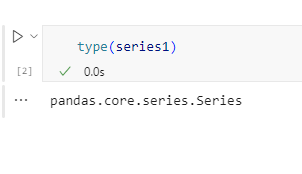 type(series1)
[2]
0.0s
... pandas.core.series.Series